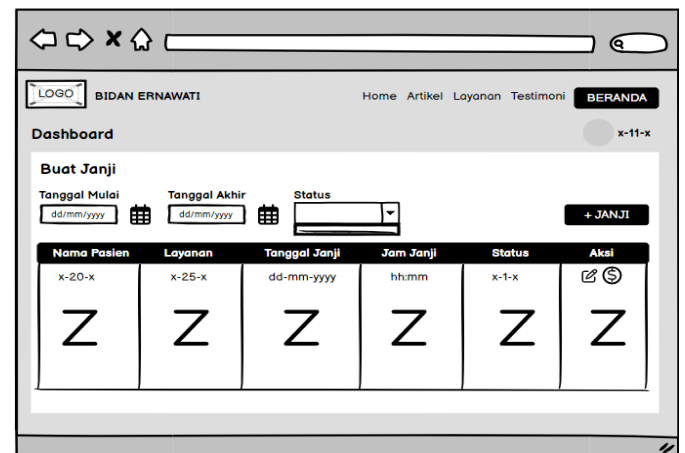 LOGO BIDAN ERNAWATI Home Artikel Layanan Testimoni BERANDA
Dashboard x-11-x
Buat Janji
Tanggal Mulai Tanggal Akhir Status
dd/mm/yyyy dd/mm/yyyy + JANJI
Nama Pasien Layanan Tanggal Janji Jam Janji Status Aksi
x-20-x x-25-x dd-mm-yyyy hh:mm x-1-x
Z Z Z Z Z Z